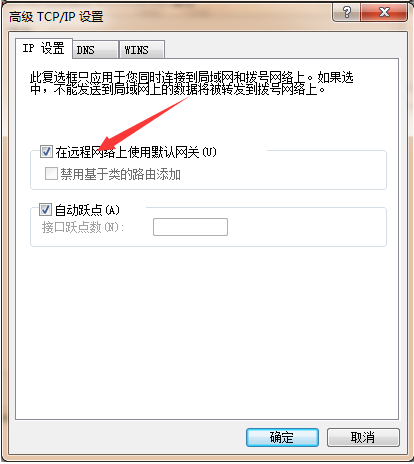 高级 TCP/IP 设置
IP 设置 DNS WINS
此复选框只应用于您同时连接到局域网和拨号网络上。如果选
中，不能发送到局域网上的数据将被转发到拨号网络上。
在远程网络上使用默认网关(U)
禁用基于类的路由添加
自动跃点(A)
接口跃点数(N):
确定 取消